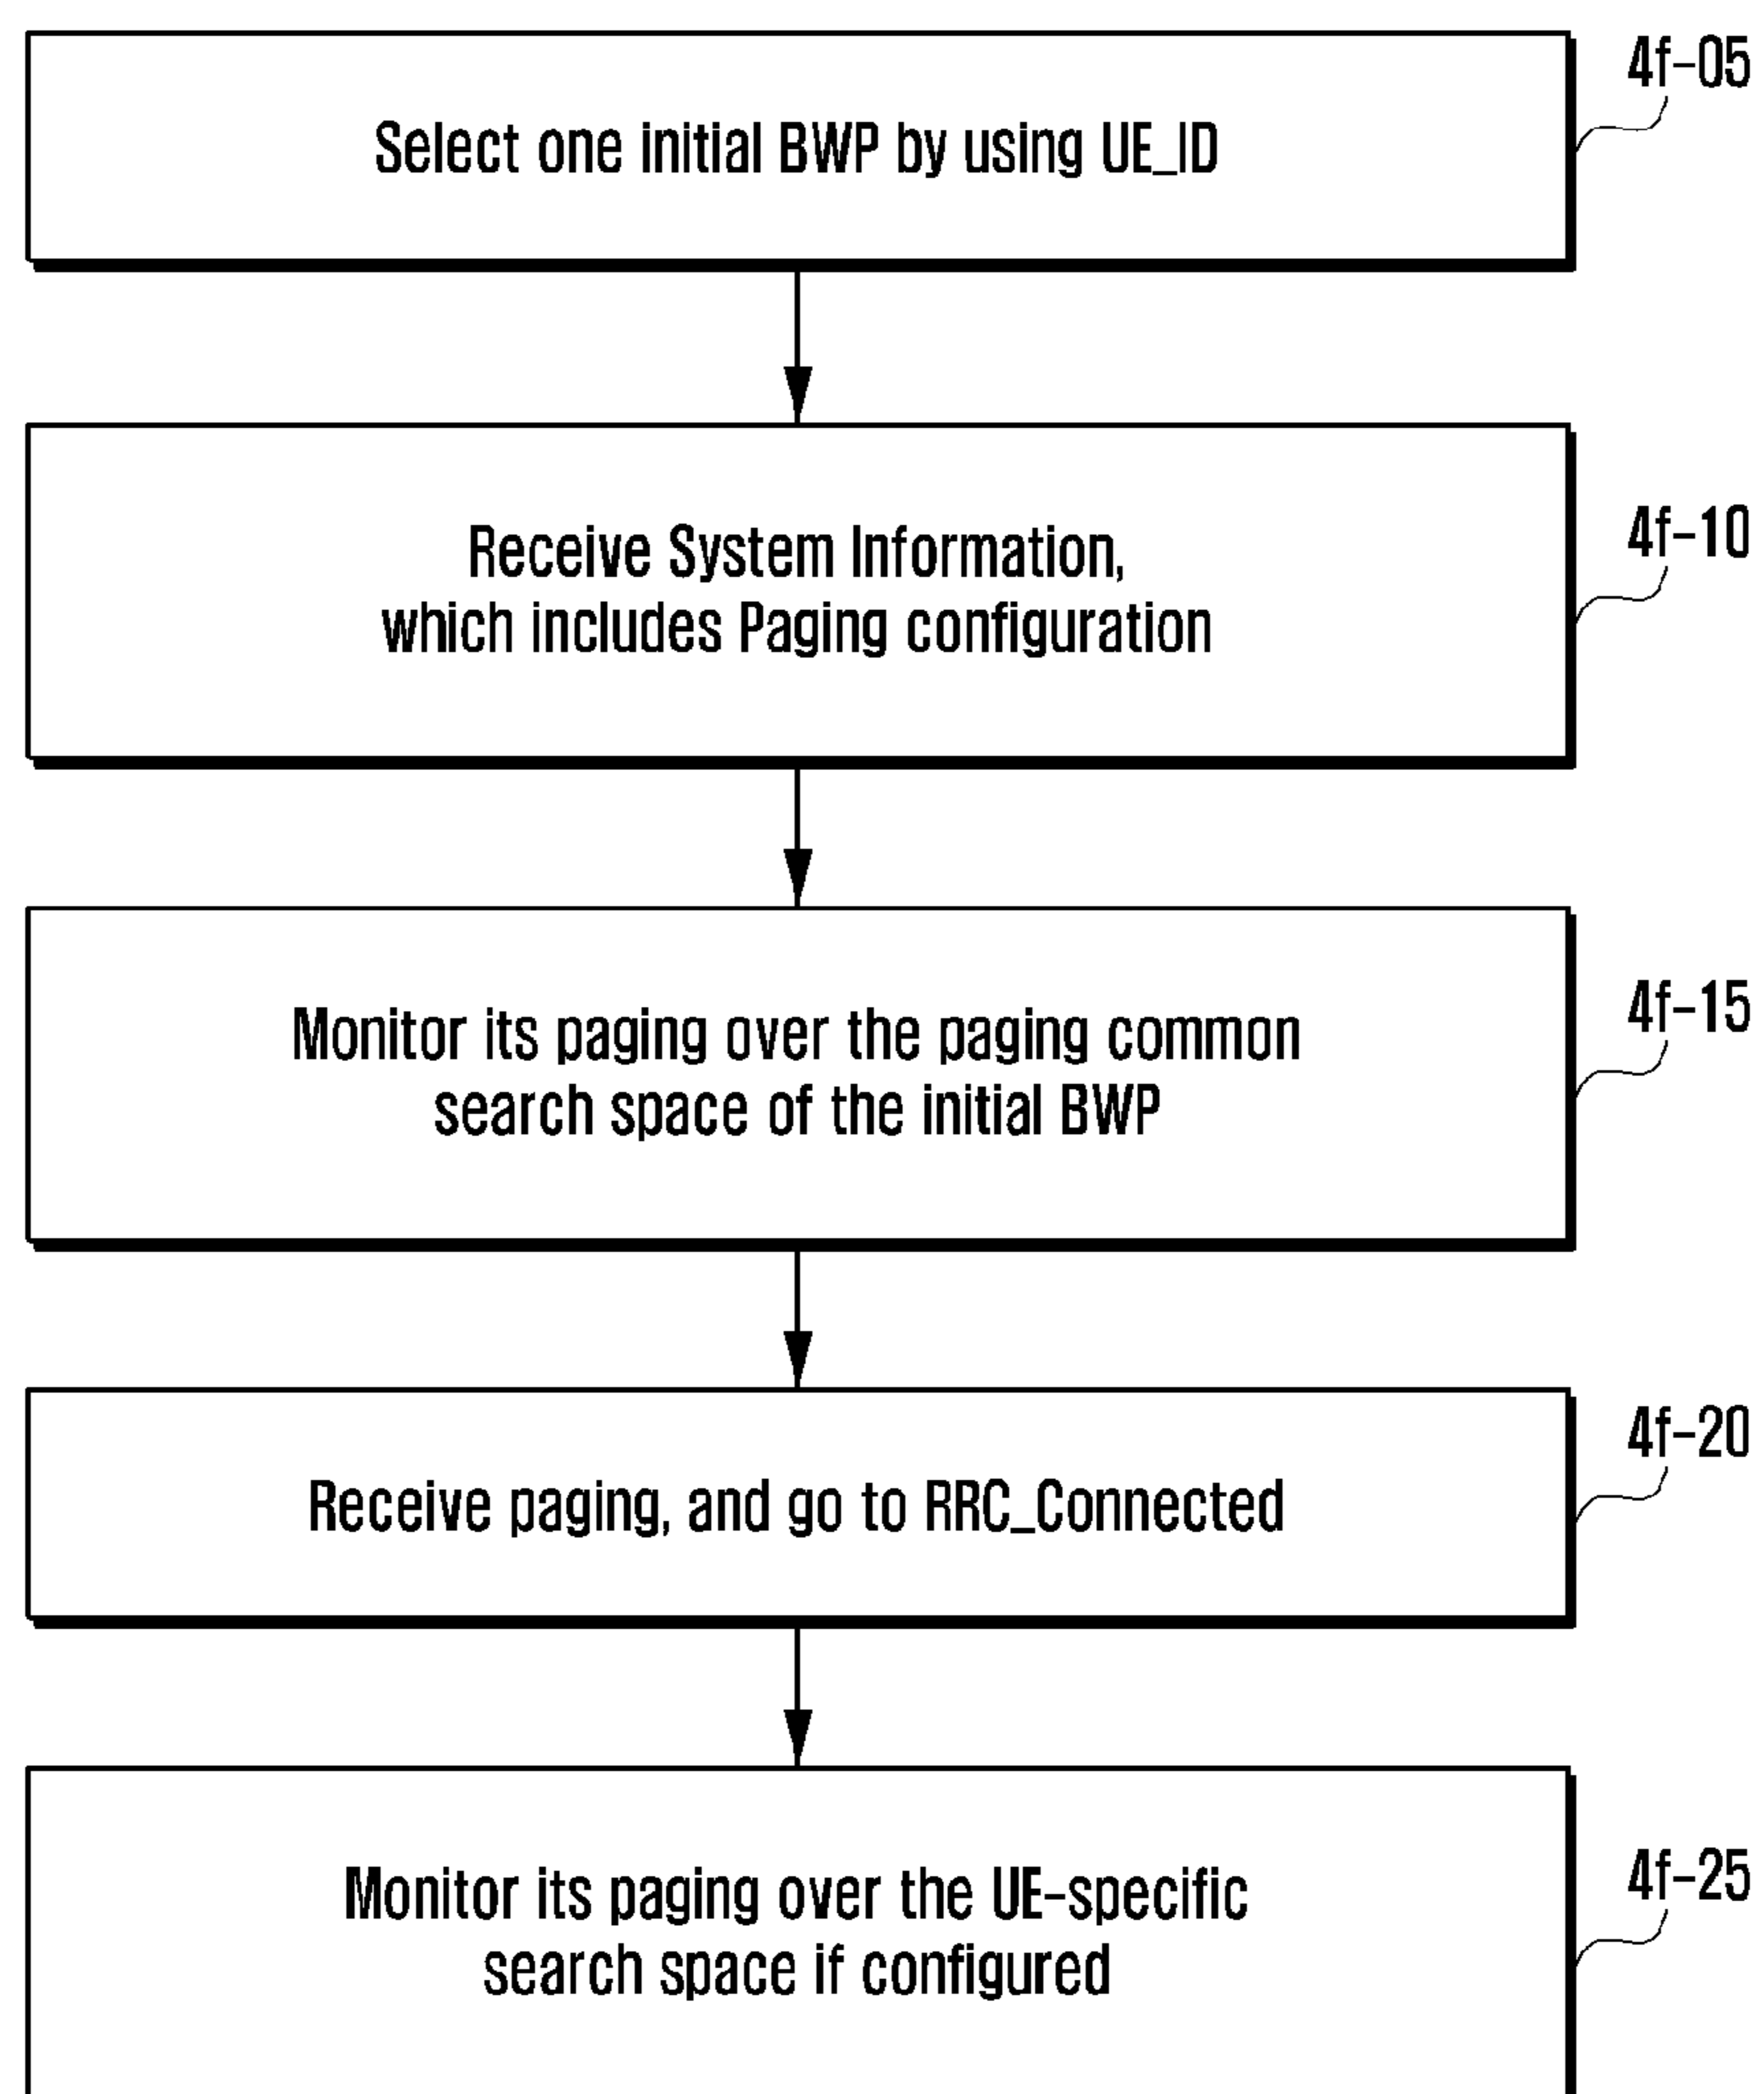 4f-05
Select one initial BWP by using UE_ID
4f-10
Receive System Information,
which includes Paging configuration
4f-15
Monitor its paging over the paging common
search space of the initial BWP
4f-20
Receive paging, and go to RRC_Connected
4f-25
Monitor its paging over the UE-specific
search space if configured